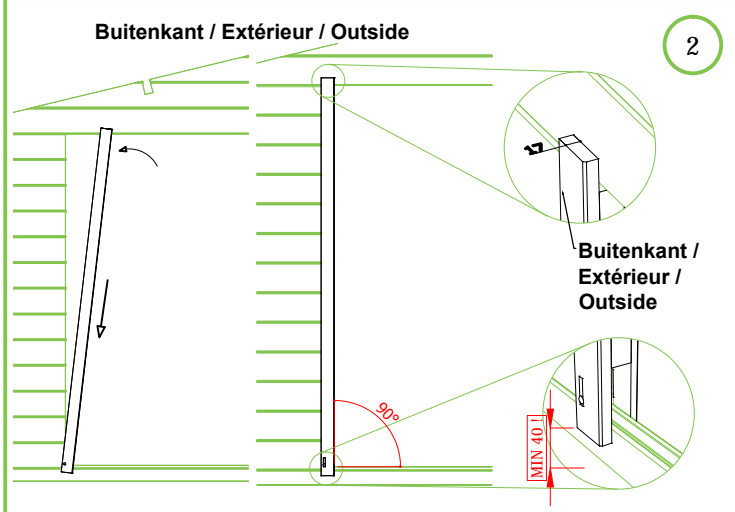 Buitenkant / Extérieur / Outside
2
17
Buitenkant /
Extérieur /
Outside
90°
MIN 40 !